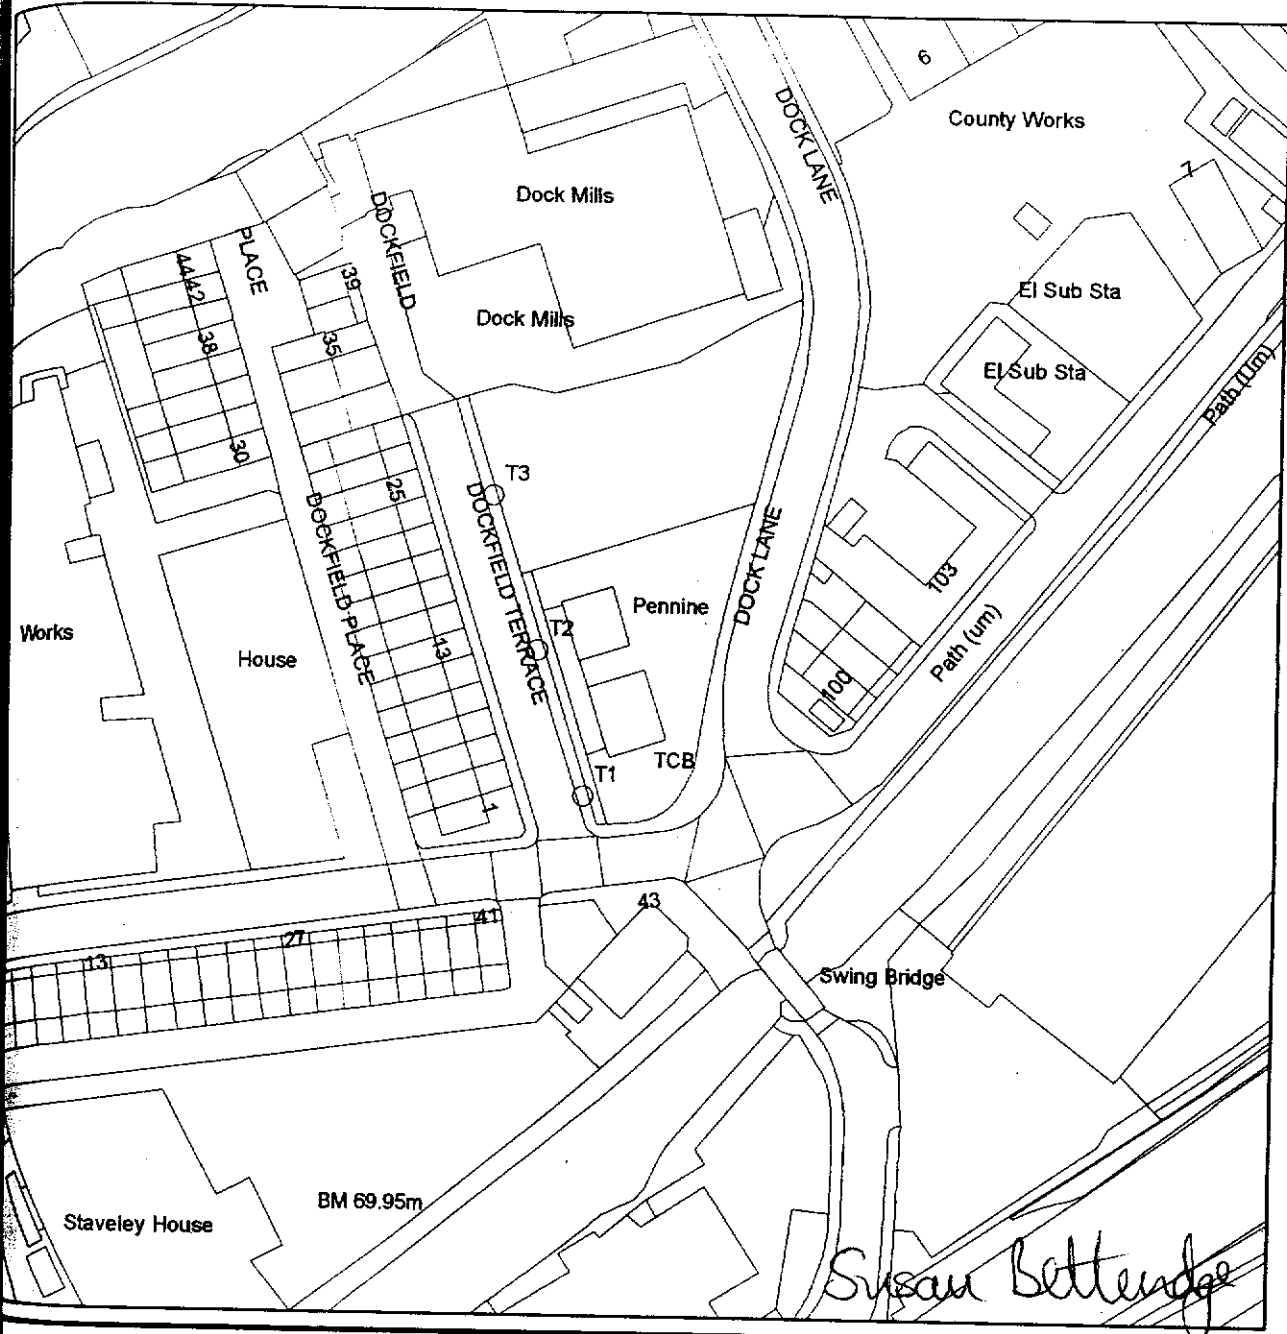 6
DOCK LANE
County Works
7
Dock Mills
DOCKFIELD
PLACE
44
42
39
El Sub Sta
Dock Mills
38
35
El Sub Sta
Path (Um)
30
T3
25
DOCKFIELD PLACE
DOCKFIELD TERRACE
DOCK LANE
103
Pennine
T2
Works
House
13
Path (um)
100
TCB
T1
1
43
41
27
13
Swing Bridge
BM 69.95m
Staveley House
Susan Betteridge